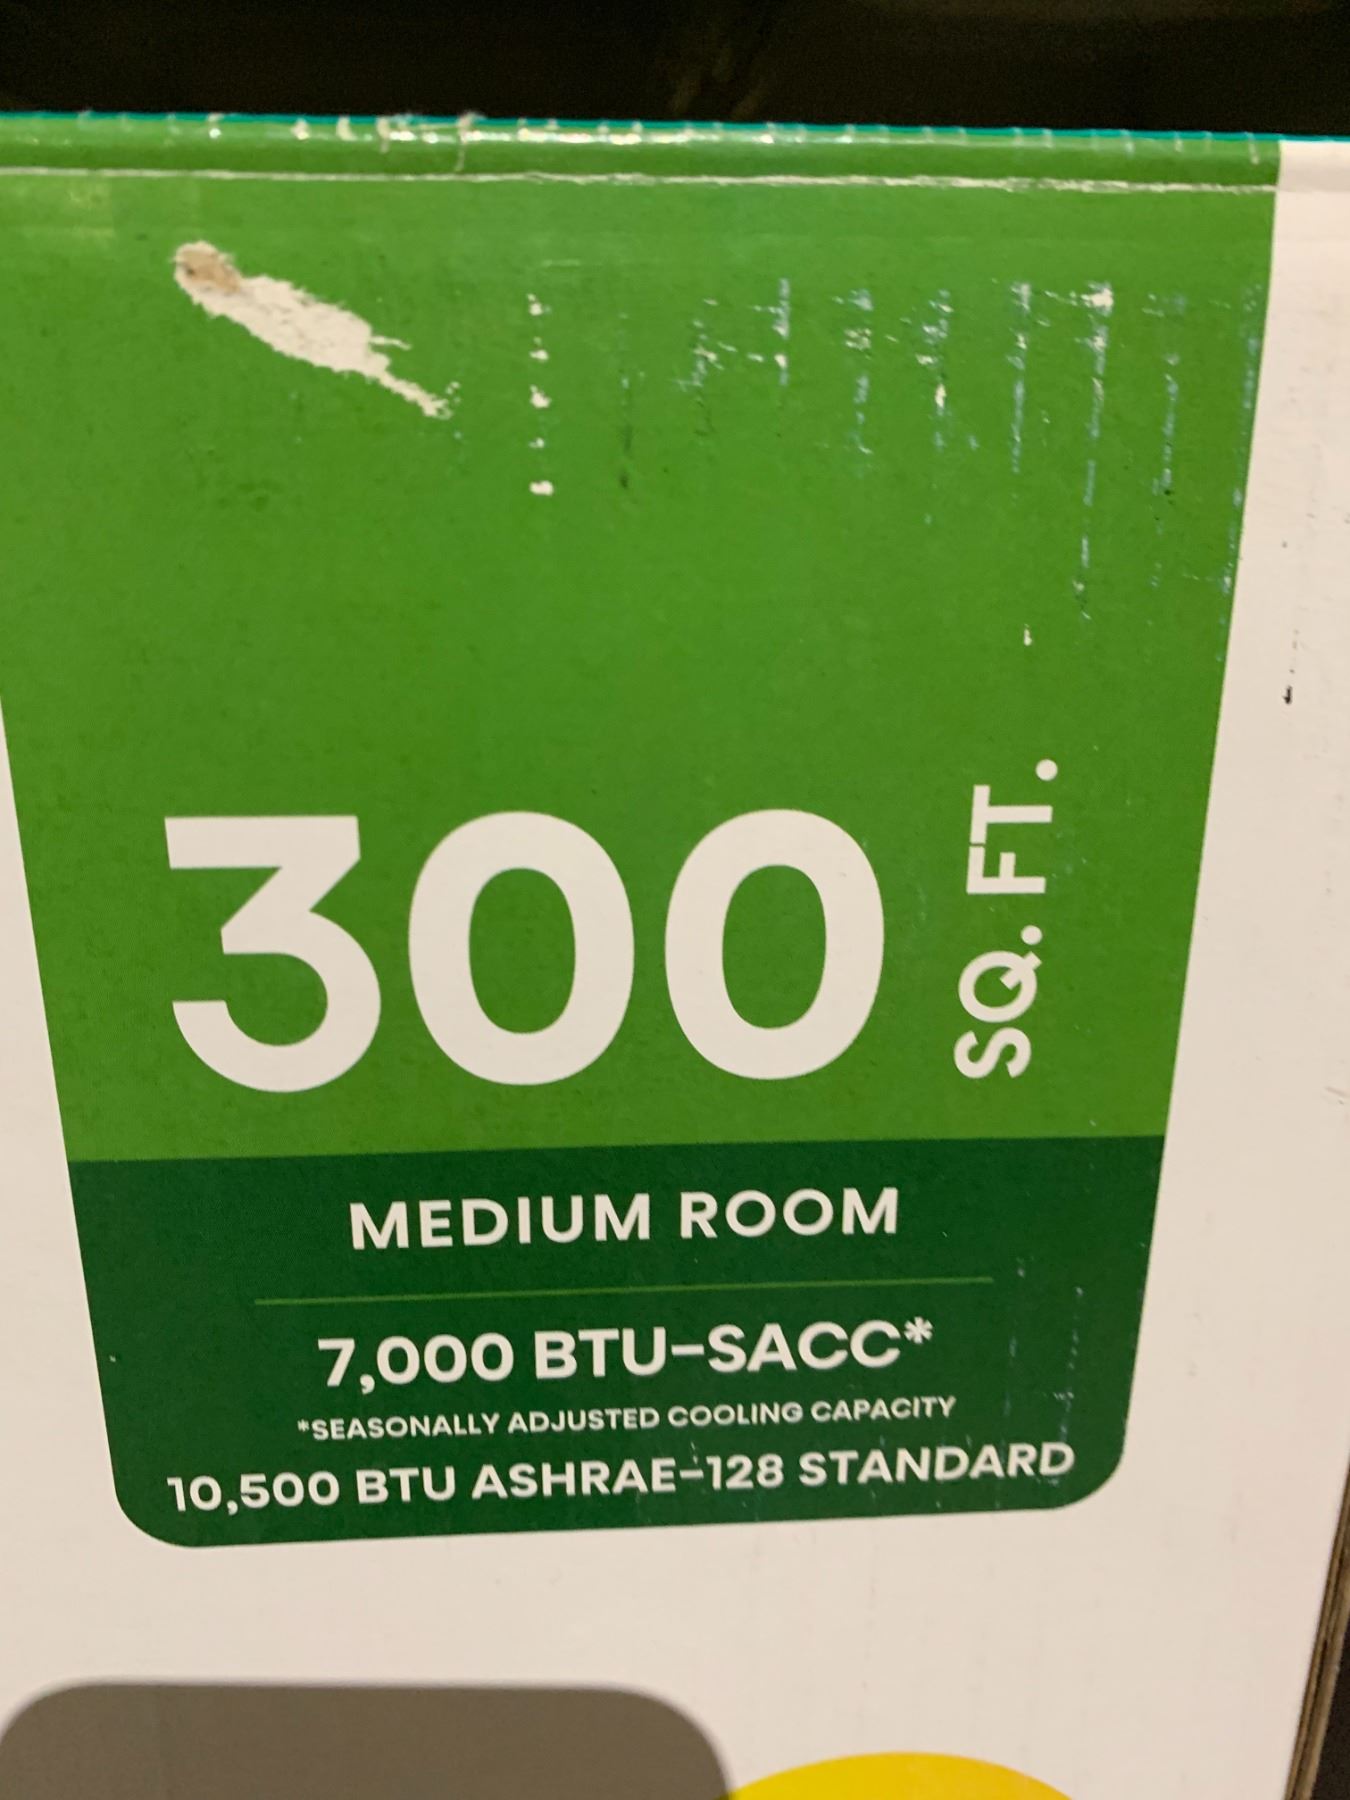 300 SQ. FT.
MEDIUM ROOM
7,000 BTU-SACC*
*SEASONALLY ADJUSTED COOLING CAPACITY
10,500 BTU ASHRAE-128 STANDARD